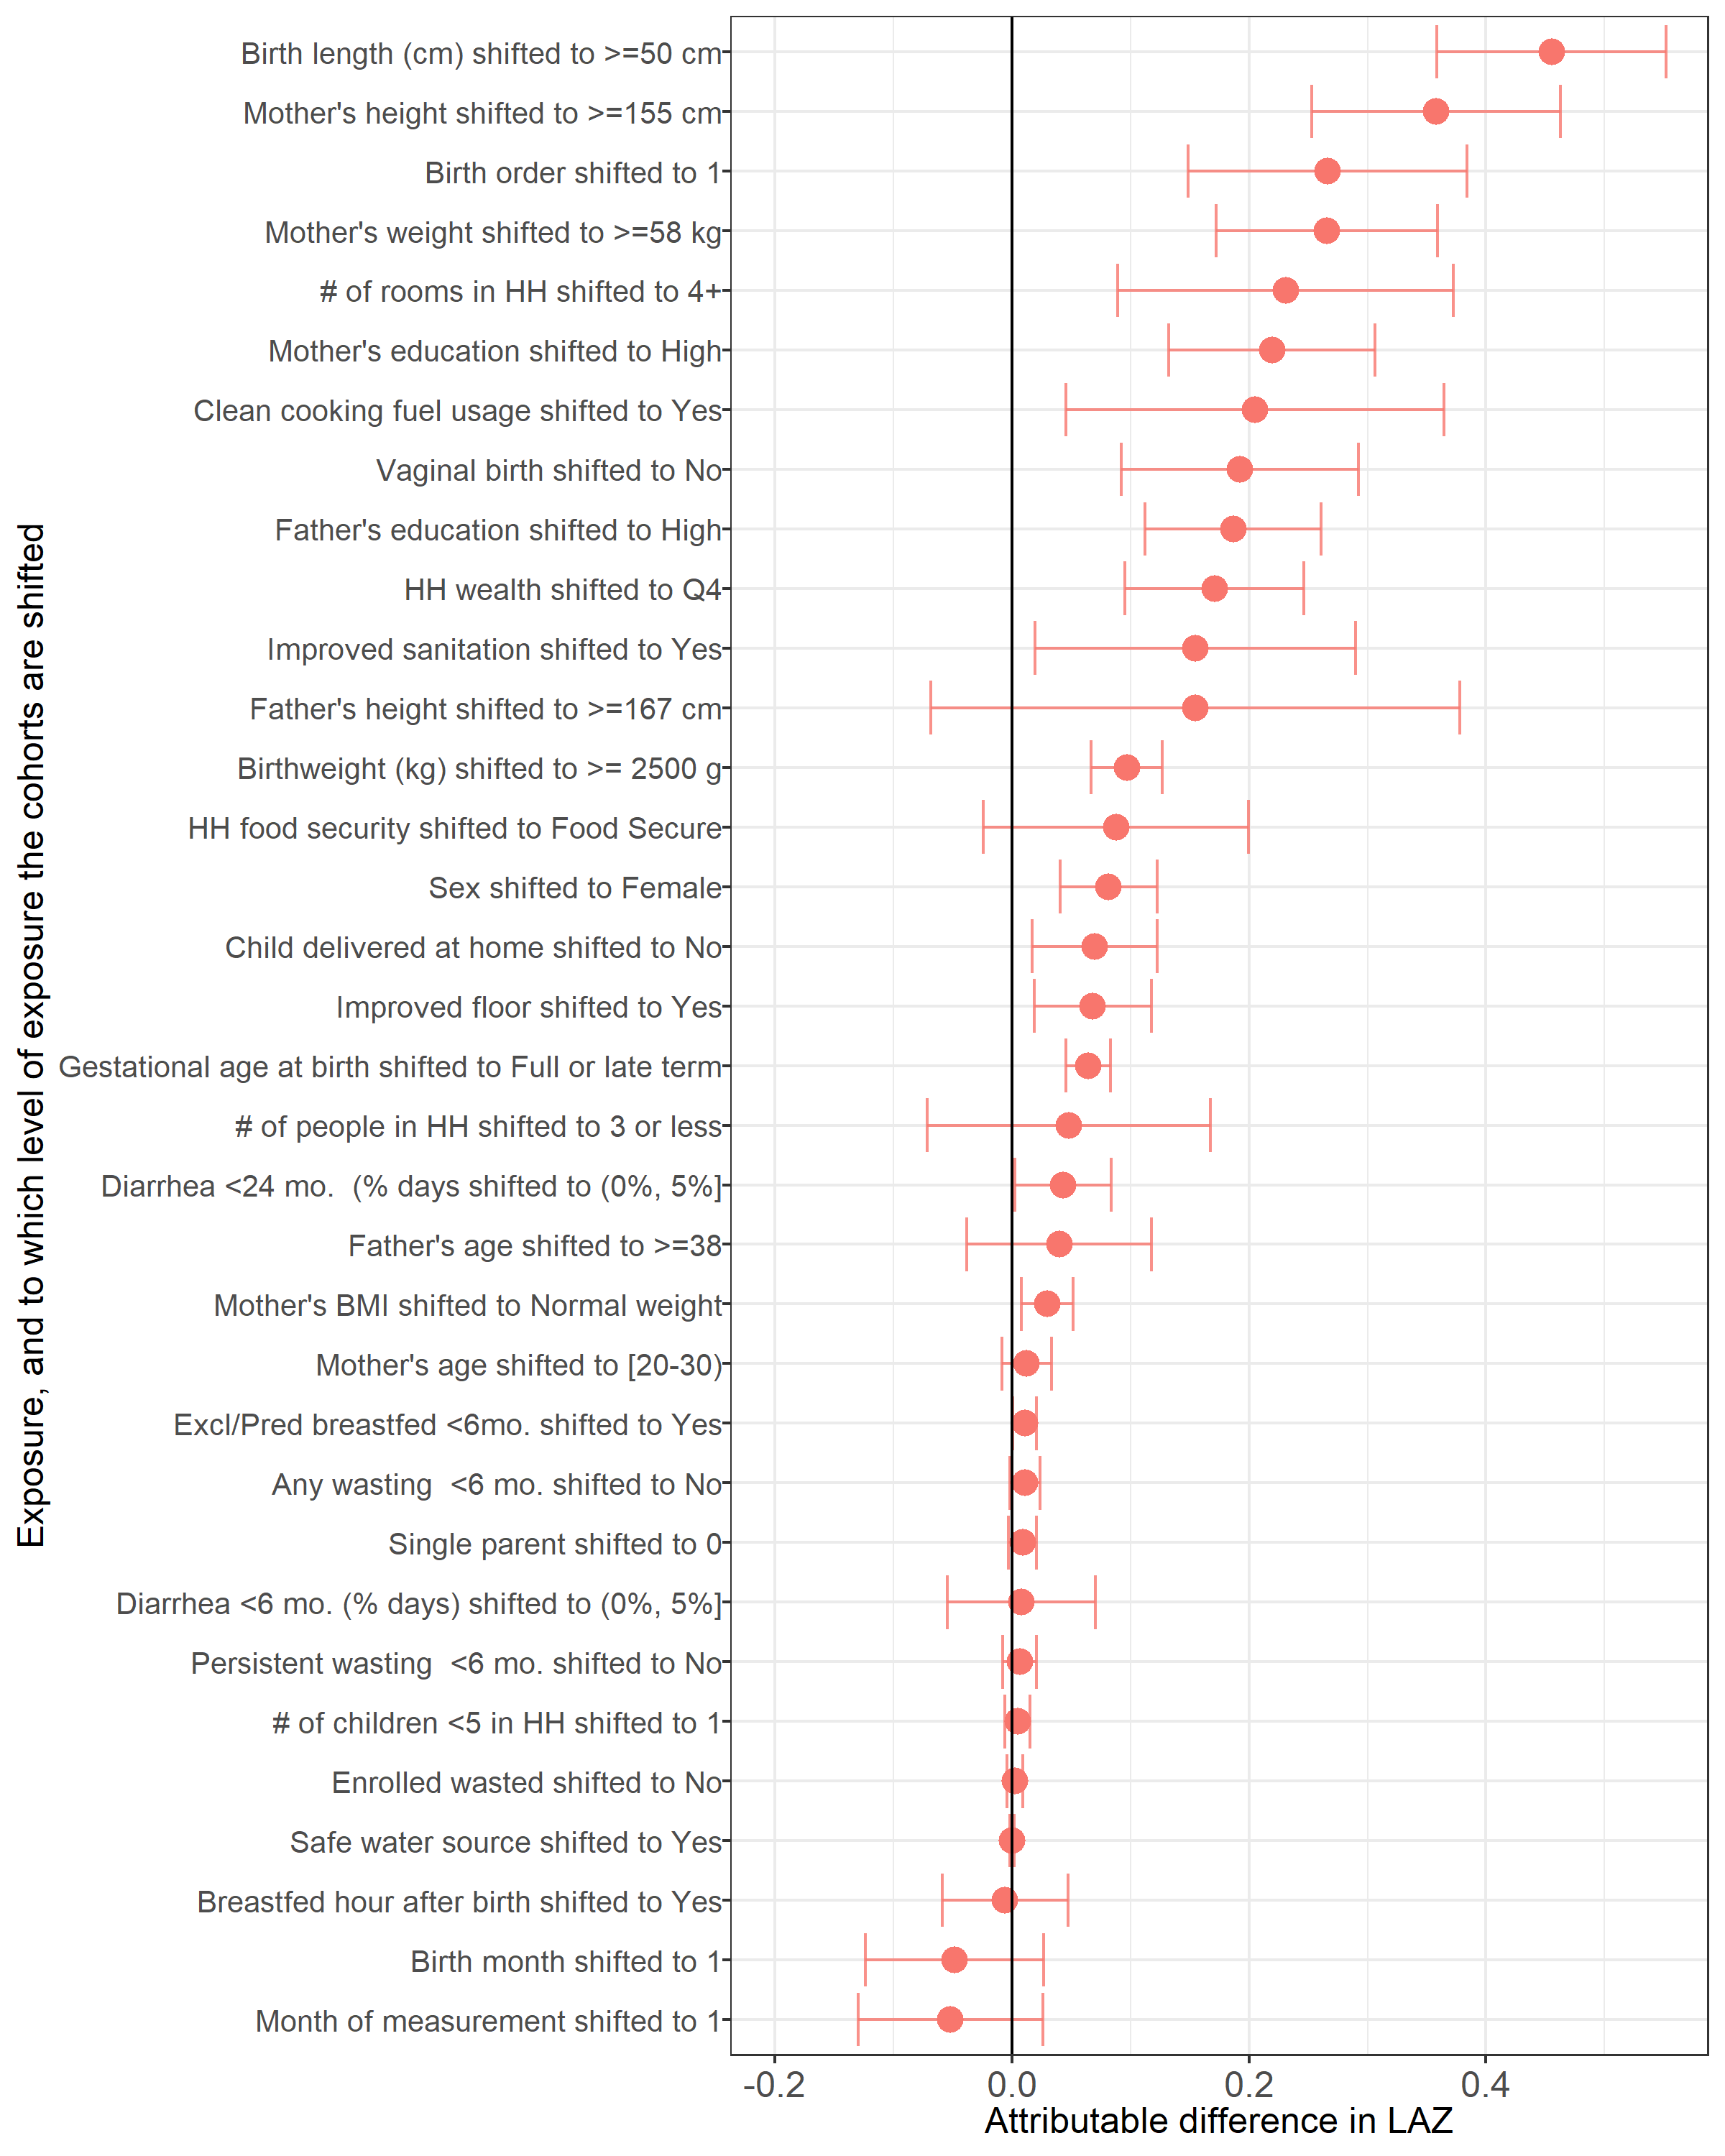 Exposure, and to which level of exposure the cohorts are shifted
Birth length (cm) shifted to >=50 cm
Mother's height shifted to >=155 cm
Birth order shifted to 1
Mother's weight shifted to >=58 kg
# of rooms in HH shifted to 4+
Mother's education shifted to High
Clean cooking fuel usage shifted to Yes
Vaginal birth shifted to No
Father's education shifted to High
HH wealth shifted to Q4
Improved sanitation shifted to Yes
Father's height shifted to >=167 cm
Birthweight (kg) shifted to >= 2500 g
HH food security shifted to Food Secure
Sex shifted to Female
Child delivered at home shifted to No
Improved floor shifted to Yes
Gestational age at birth shifted to Full or late term
# of people in HH shifted to 3 or less
Diarrhea <24 mo.  (% days shifted to (0%, 5%]
Father's age shifted to >=38
Mother's BMI shifted to Normal weight
Mother's age shifted to [20-30)
Excl/Pred breastfed <6mo. shifted to Yes
Any wasting  <6 mo. shifted to No
Single parent shifted to 0
Diarrhea <6 mo. (% days) shifted to (0%, 5%]
Persistent wasting  <6 mo. shifted to No
# of children <5 in HH shifted to 1
Enrolled wasted shifted to No
Safe water source shifted to Yes
Breastfed hour after birth shifted to Yes
Birth month shifted to 1
Month of measurement shifted to 1
-0.2 0.0 0.2 0.4
Attributable difference in LAZ